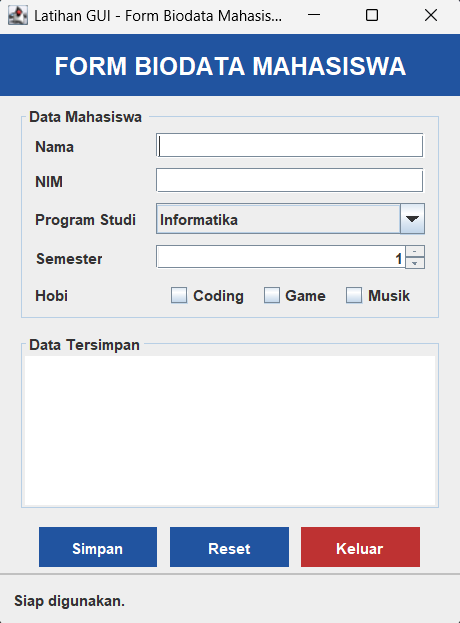 Latihan GUI - Form Biodata Mahasis...
FORM BIODATA MAHASISWA
Data Mahasiswa
Nama
NIM
Program Studi Informatika
Semester 1
Hobi Coding Game Musik
Data Tersimpan
Simpan Reset Keluar
Siap digunakan.